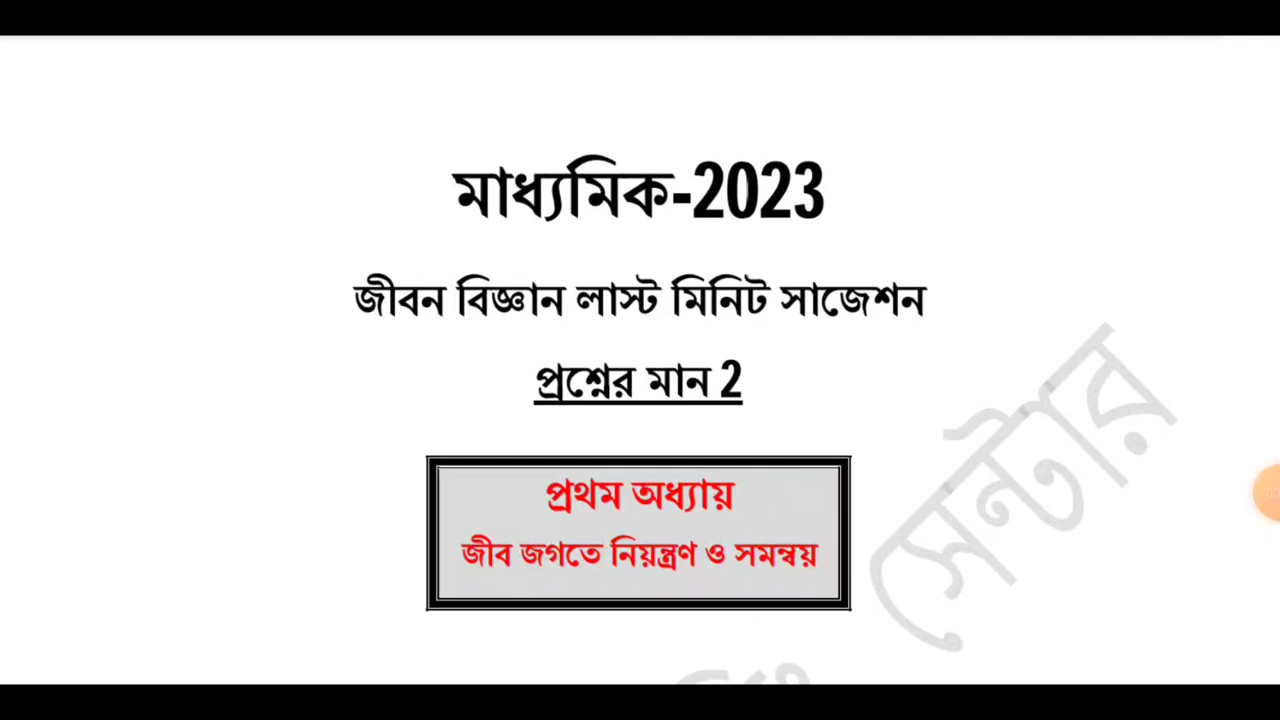 মাধ্যমিক-2023
জীবন বিজ্ঞান লাস্ট মিনিট সাজেশন
প্রশ্নের মান 2
প্রথম অধ্যায়
জীব জগতে নিয়ন্ত্রণ ও সমন্বয়
সেন্টার